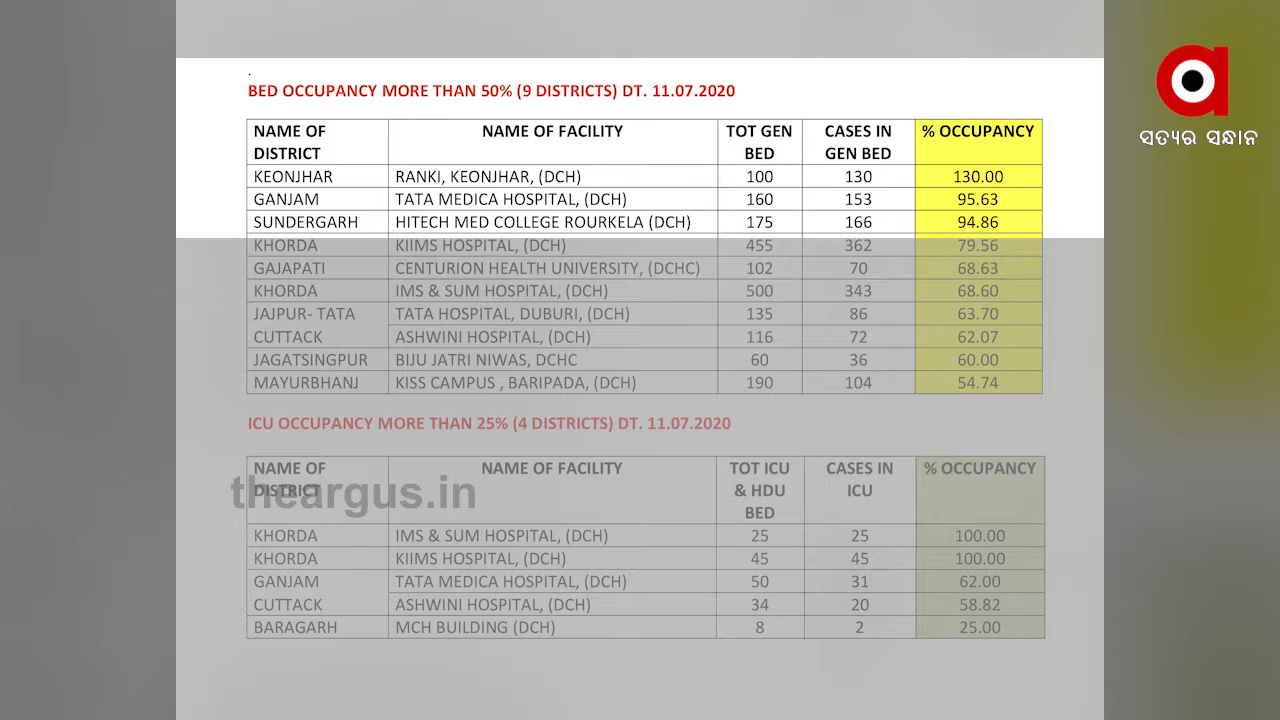 BED OCCUPANCY MORE THAN 50% (9 DISTRICTS) DT. 11.07.2020
ସତ୍ୟର ସନ୍ଧାନ
NAME OF DISTRICT NAME OF FACILITY TOT GEN BED CASES IN GEN BED % OCCUPANCY
KEONJHAR RANKI, KEONJHAR, (DCH) 100 130 130.00
GANJAM TATA MEDICA HOSPITAL, (DCH) 160 153 95.63
SUNDERGARH HITECH MED COLLEGE ROURKELA (DCH) 175 166 94.86
KHORDA KIIMS HOSPITAL, (DCH) 455 362 79.56
GAJAPATI CENTURION HEALTH UNIVERSITY, (DCHC) 102 70 68.63
KHORDA IMS & SUM HOSPITAL, (DCH) 500 343 68.60
JAJPUR- TATA TATA HOSPITAL, DUBURI, (DCH) 135 86 63.70
CUTTACK ASHWINI HOSPITAL, (DCH) 116 72 62.07
JAGATSINGPUR BIJU JATRI NIWAS, DCHC 60 36 60.00
MAYURBHANJ KISS CAMPUS , BARIPADA, (DCH) 190 104 54.74
ICU OCCUPANCY MORE THAN 25% (4 DISTRICTS) DT. 11.07.2020
NAME OF DISTRICT NAME OF FACILITY TOT ICU & HDU BED CASES IN ICU % OCCUPANCY
theargus.in
KHORDA IMS & SUM HOSPITAL, (DCH) 25 25 100.00
KHORDA KIIMS HOSPITAL, (DCH) 45 45 100.00
GANJAM TATA MEDICA HOSPITAL, (DCH) 50 31 62.00
CUTTACK ASHWINI HOSPITAL, (DCH) 34 20 58.82
BARAGARH MCH BUILDING (DCH) 8 2 25.00